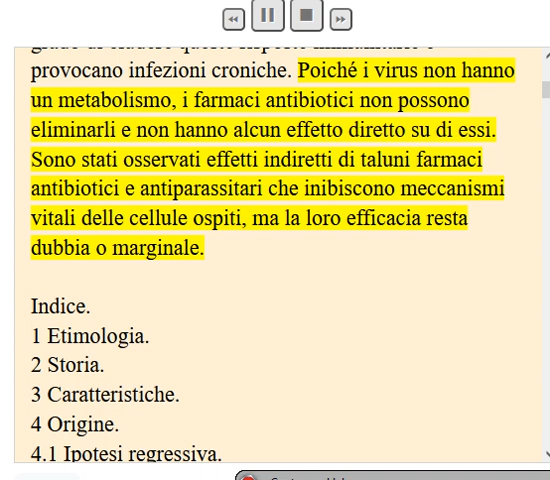 provocano infezioni croniche. Poiché i virus non hanno
un metabolismo, i farmaci antibiotici non possono
eliminarli e non hanno alcun effetto diretto su di essi.
Sono stati osservati effetti indiretti di taluni farmaci
antibiotici e antiparassitari che inibiscono meccanismi
vitali delle cellule ospiti, ma la loro efficacia resta
dubbia o marginale.
Indice.
1 Etimologia.
2 Storia.
3 Caratteristiche.
4 Origine.
4.1 Ipotesi regressiva.